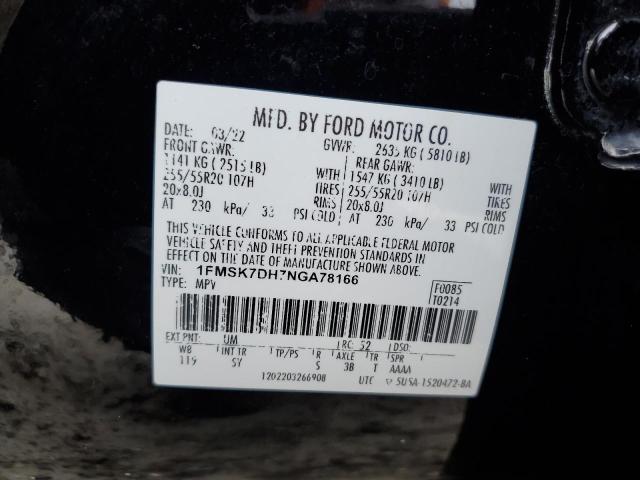 MFD. BY FORD MOTOR CO.
DATE: 03/22 GVWR: 2635 KG ( 5810 LB)
FRONT GAWR: REAR GAWR:
1141 KG ( 2515 LB) WITH 1547 KG ( 3410 LB) WITH
255/55R20 107H TIRES 255/55R20 107H TIRES
20x8.0J RIMS 20x8.0J RIMS
AT 230 kPa/ 33 PSI COLD AT 230 kPa/ 33 PSI COLD
THIS VEHICLE CONFORMS TO ALL APPLICABLE FEDERAL MOTOR
VEHICLE SAFETY AND THEFT PREVENTION STANDARDS IN
EFFECT ON THE DATE OF MANUFACTURE SHOWN ABOVE.
VIN: 1FMSK7DH7NGA78166
TYPE: MPV
F0085
T0214
EXT PNT: UM RC: 52 DSO:
WB INT TR TP/PS R AXLE TR SPR
119 SY S 3B T AAAA
1202203266908 UTC ▽ 5USA-1520472-BA